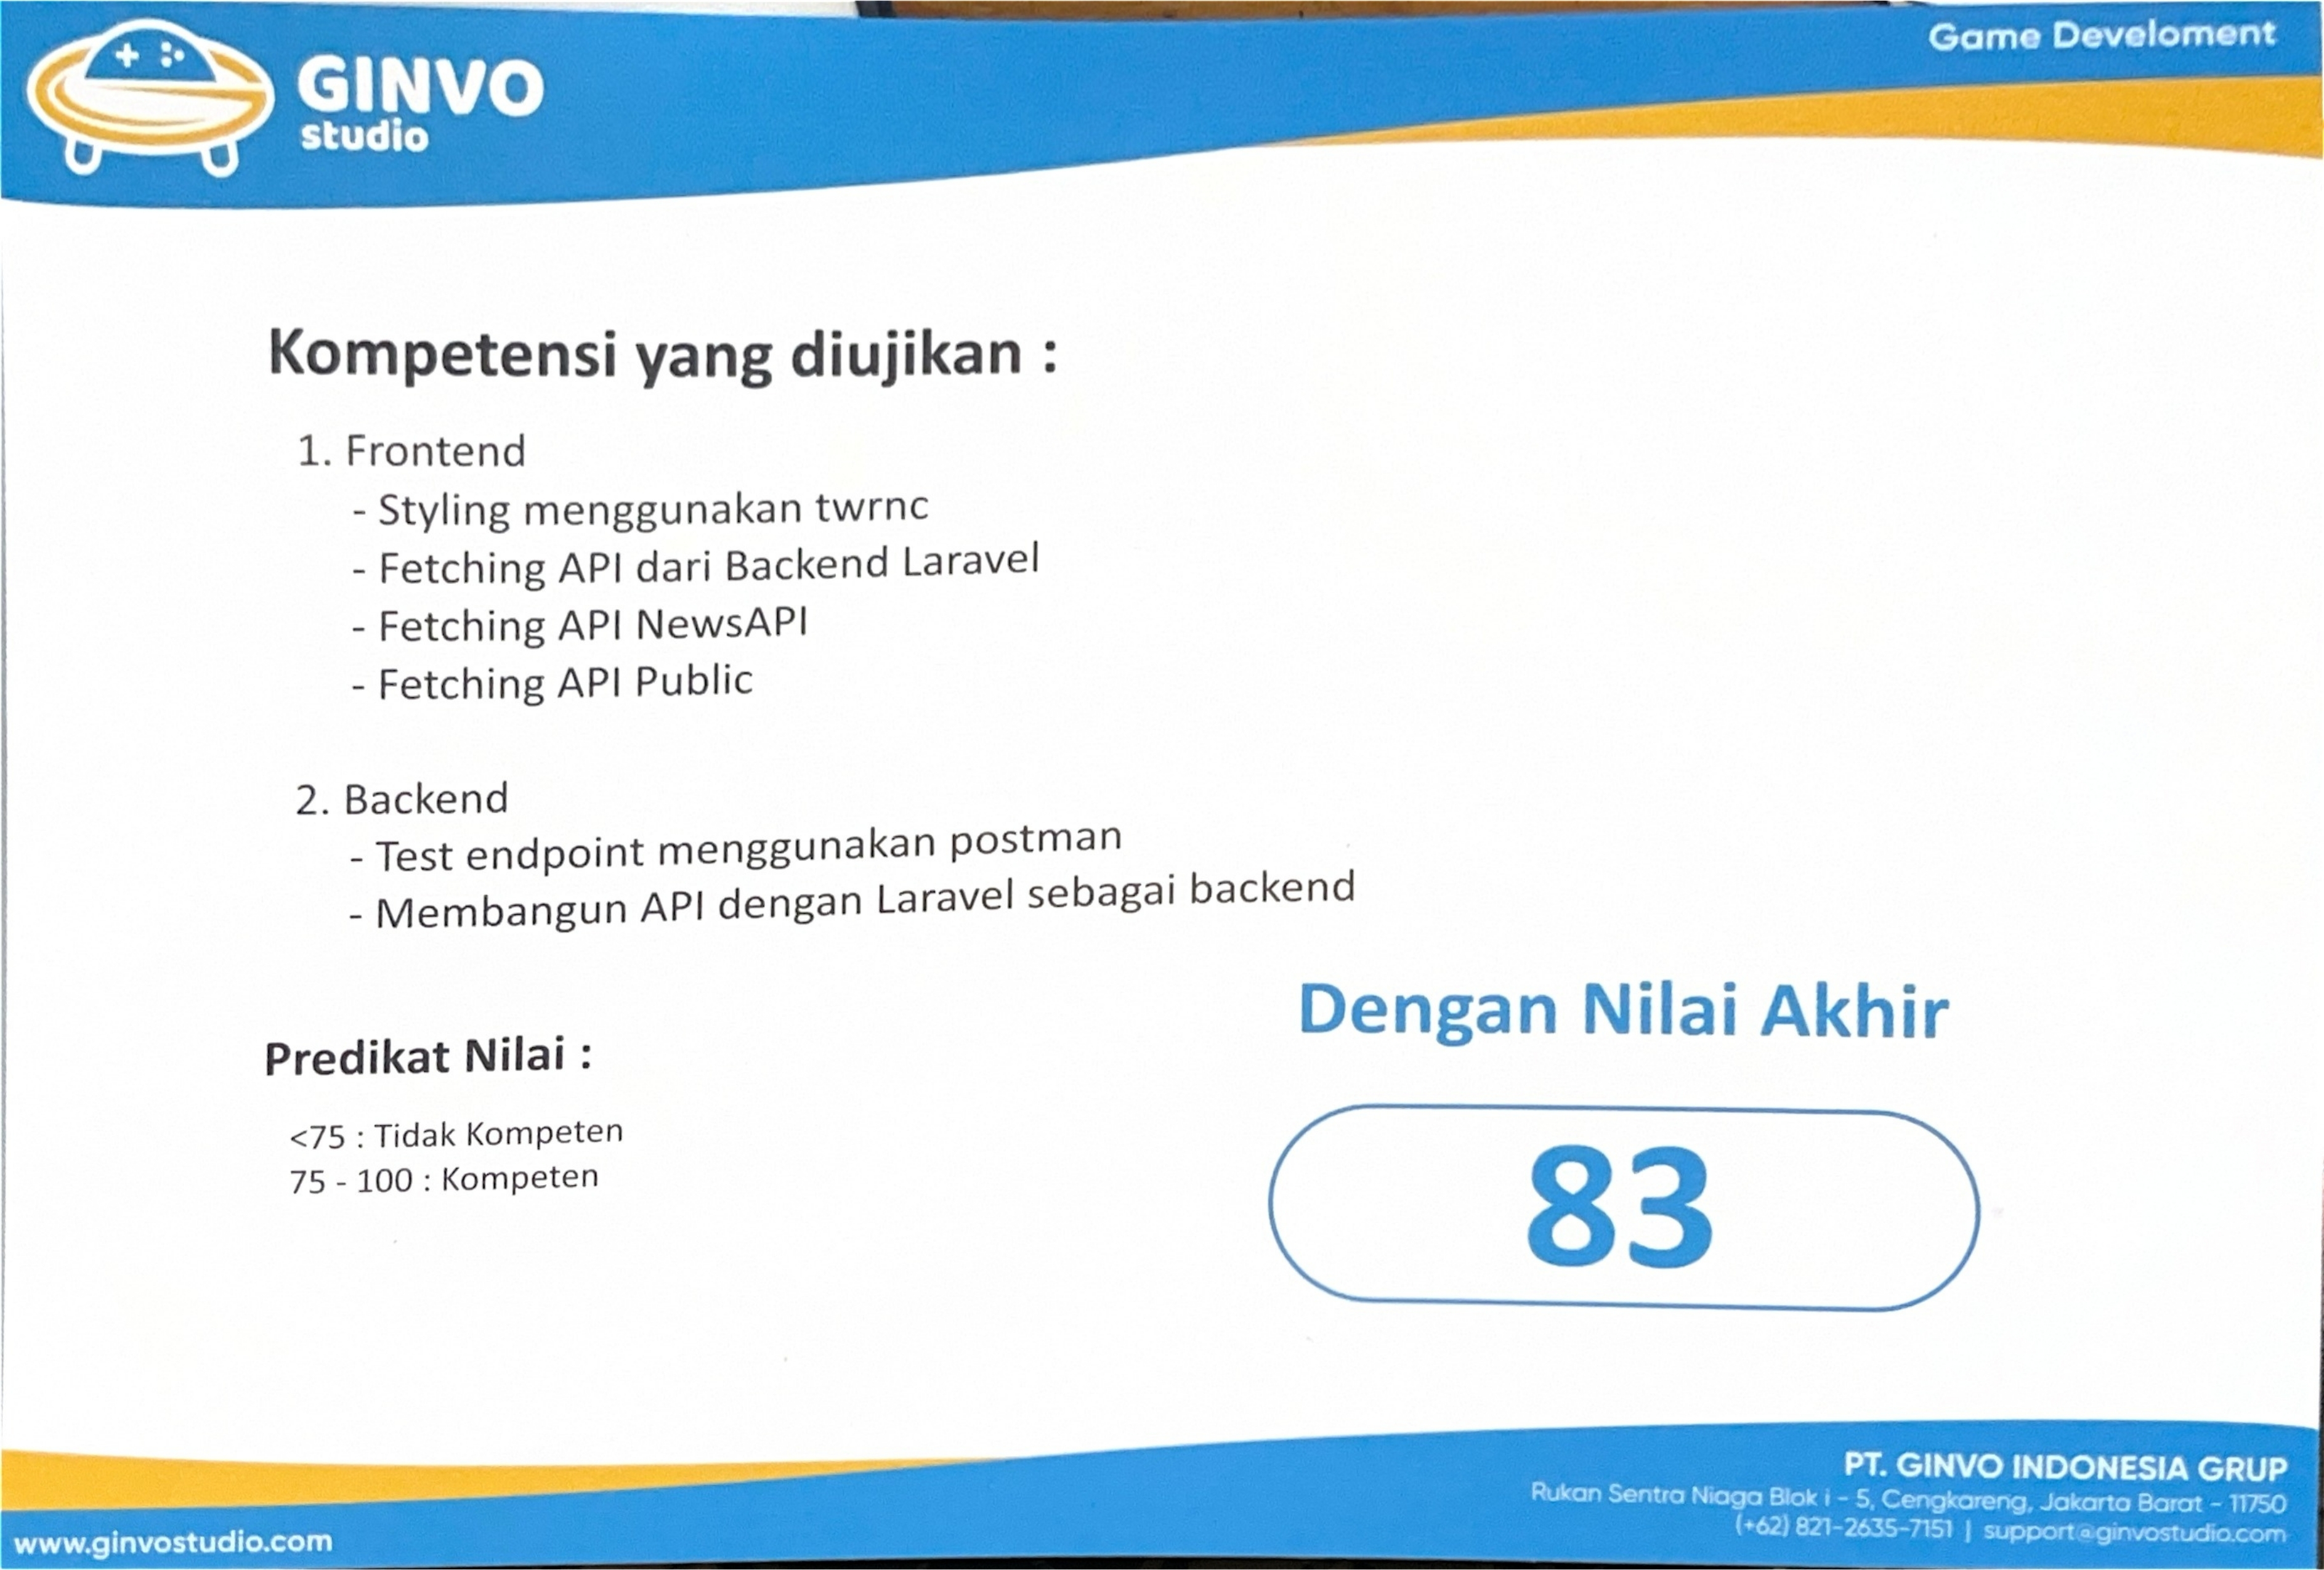 GINVO
studio
Game Develoment
Kompetensi yang diujikan :
1. Frontend
- Styling menggunakan twrnc
- Fetching API dari Backend Laravel
- Fetching API NewsAPI
- Fetching API Public
2. Backend
- Test endpoint menggunakan postman
- Membangun API dengan Laravel sebagai backend
Dengan Nilai Akhir
83
Predikat Nilai :
<75 : Tidak Kompeten
75 - 100 : Kompeten
www.ginvostudio.com
PT. GINVO INDONESIA GRUP
Rukan Sentra Niaga Blok i - 5, Cengkareng, Jakarta Barat - 11750
(+62) 821-2635-7151 | support@ginvostudio.com